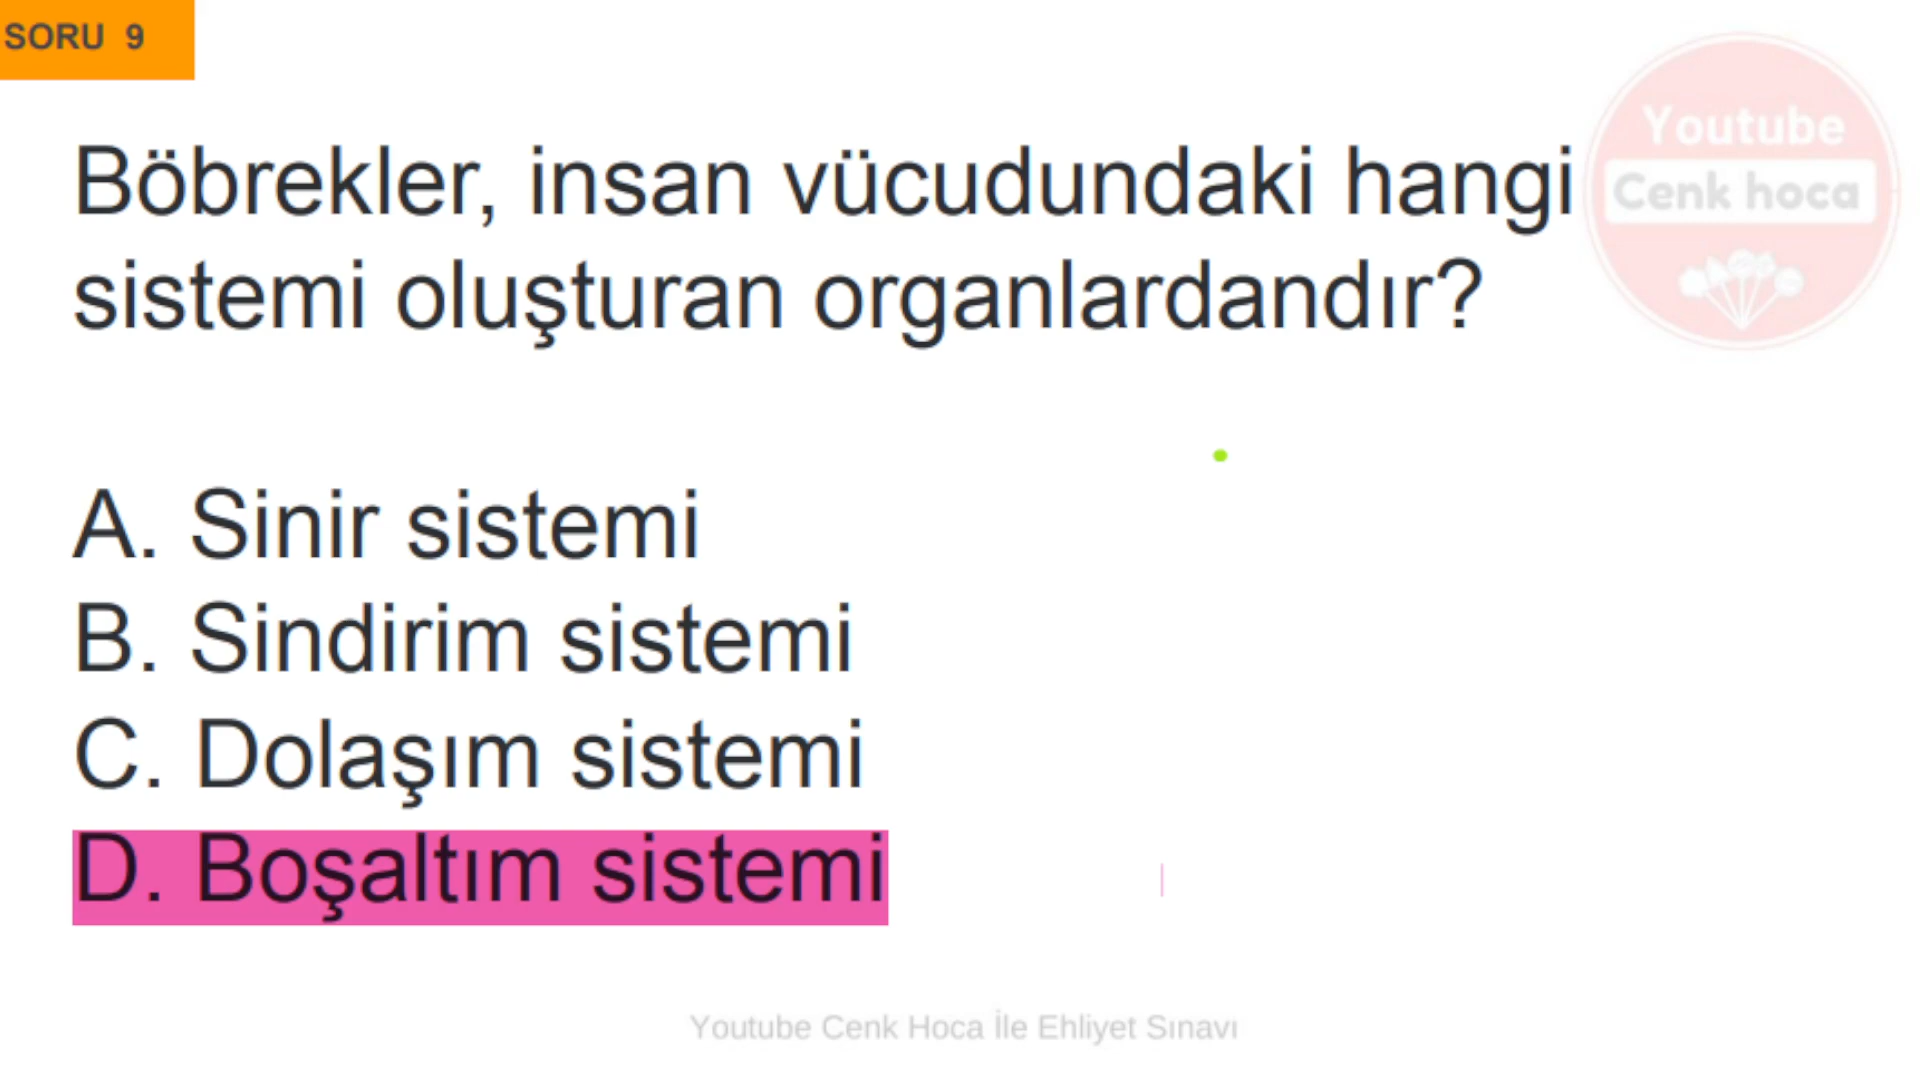 SORU 9
Böbrekler, insan vücudundaki hangi
sistemi oluşturan organlardandır?
Youtube
Cenk hoca
A. Sinir sistemi
B. Sindirim sistemi
C. Dolaşım sistemi
D. Boşaltım sistemi
Youtube Cenk Hoca İle Ehliyet Sınavı